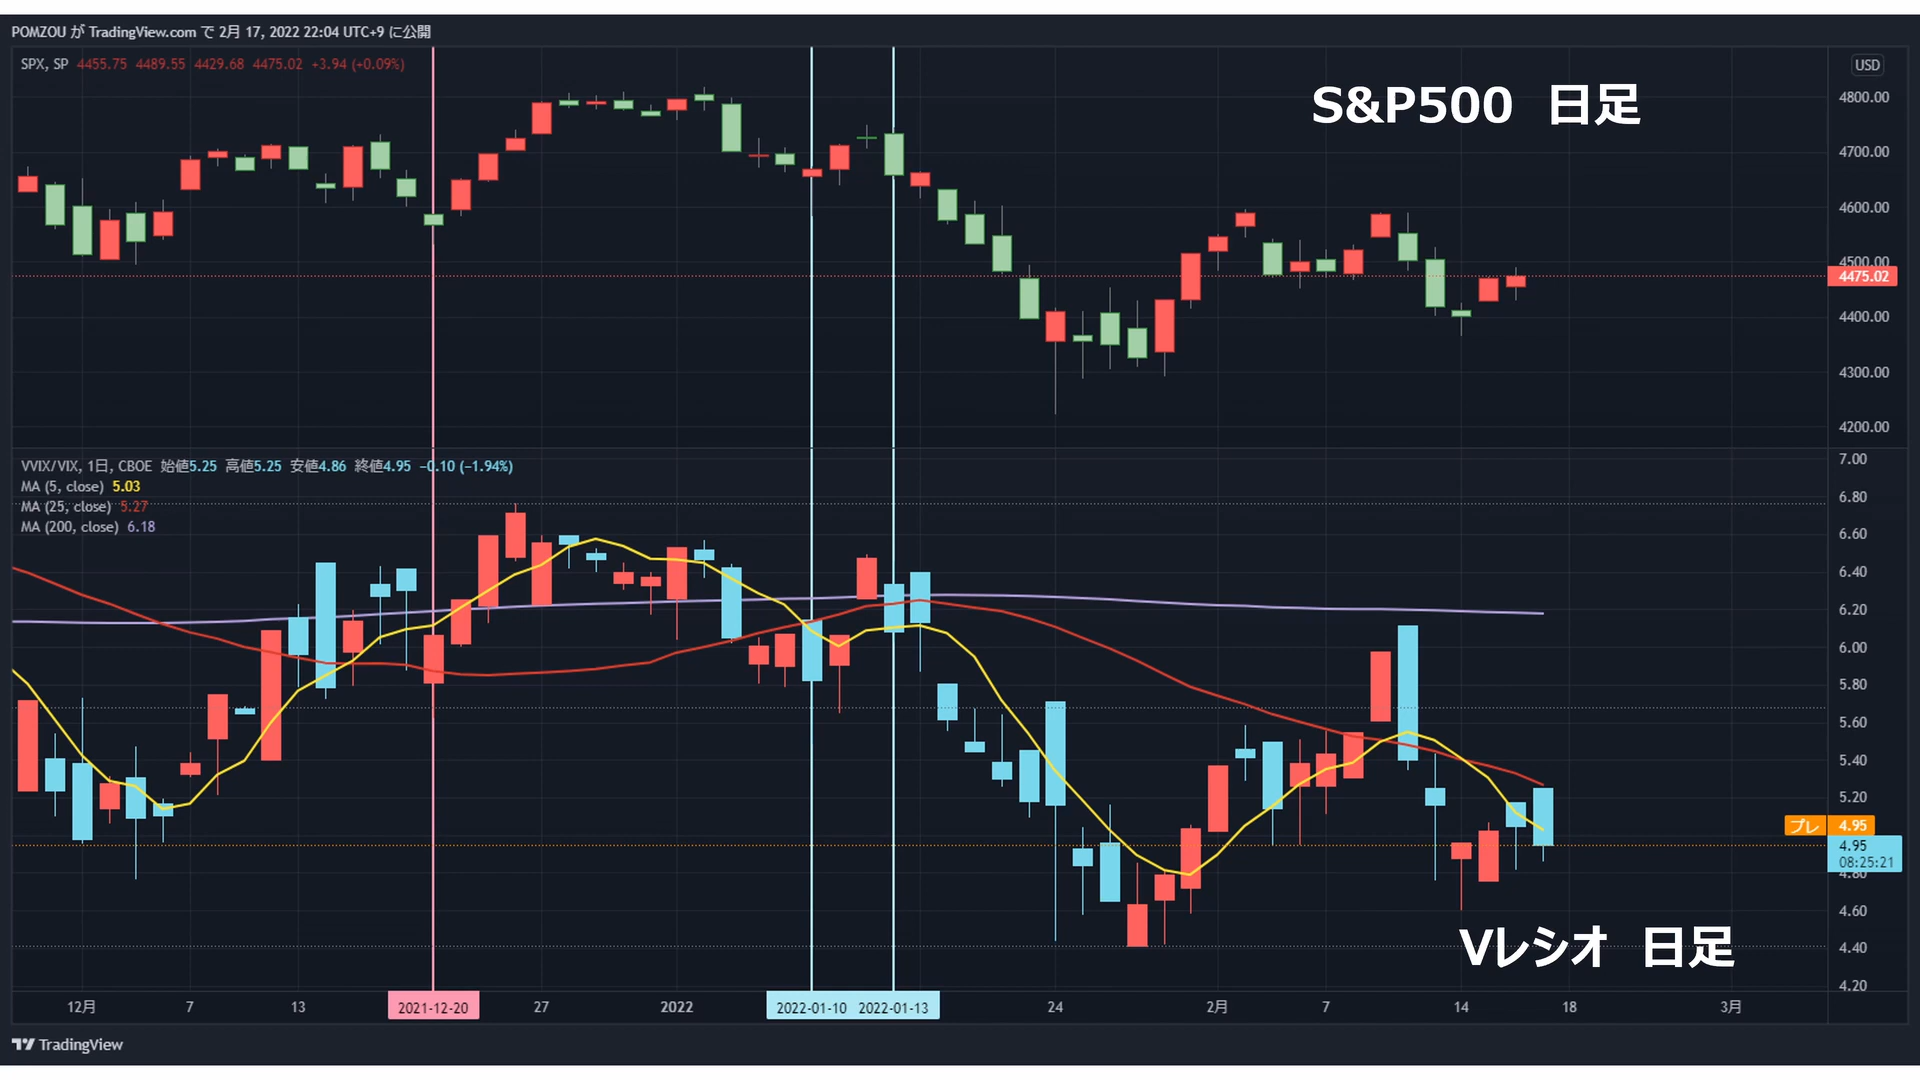 POMZOU が TradingView.com で 2月 17, 2022 22:04 UTC+9 に公開
SPX, SP 4455.75 4489.55 4429.68 4475.02 +3.94 (+0.09%)
USD
S&P500 日足
4800.00
4700.00
4600.00
4500.00
4475.02
4400.00
4300.00
4200.00
VVIX/VIX, 1日, CBOE 始値5.25 高値5.25 安値4.86 終値4.95 −0.10 (−1.94%)
MA (5, close) 5.03
MA (25, close) 5.27
MA (200, close) 6.18
7.00
6.80
6.60
6.40
6.20
6.00
5.80
5.60
5.40
5.20
プレ 4.95
4.95
08:25:21
4.80
4.60
4.40
4.20
Vレシオ 日足
12月 7 13 2021-12-20 27 2022 2022-01-10 2022-01-13 24 2月 7 14 18 3月
TradingView